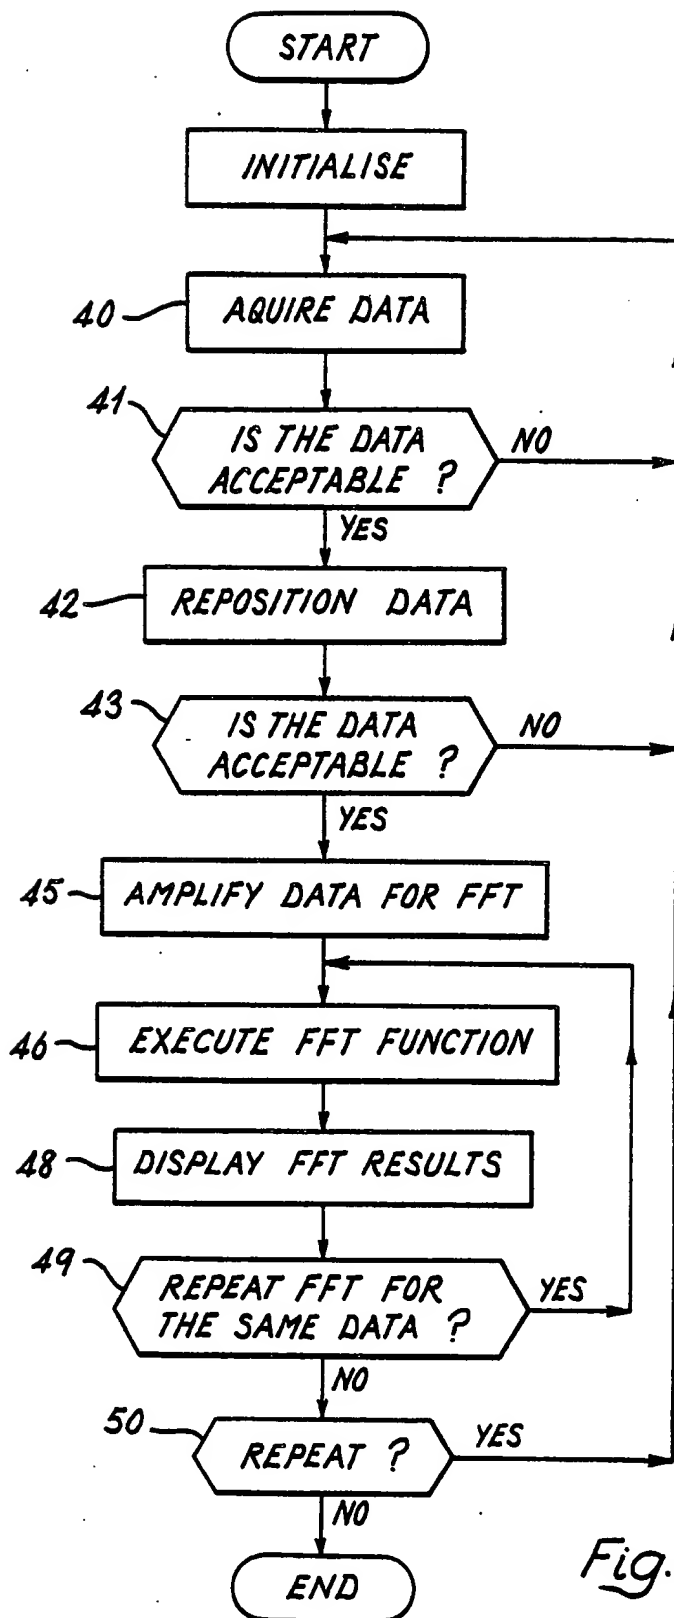 START
INITIALISE
40
AQUIRE DATA
41
IS THE DATA
ACCEPTABLE ?
NO
YES
42
REPOSITION DATA
43
IS THE DATA
ACCEPTABLE ?
NO
YES
45
AMPLIFY DATA FOR FFT
46
EXECUTE FFT FUNCTION
48
DISPLAY FFT RESULTS
49
REPEAT FFT FOR
THE SAME DATA ?
YES
NO
50
REPEAT ?
YES
NO
END
Fig.